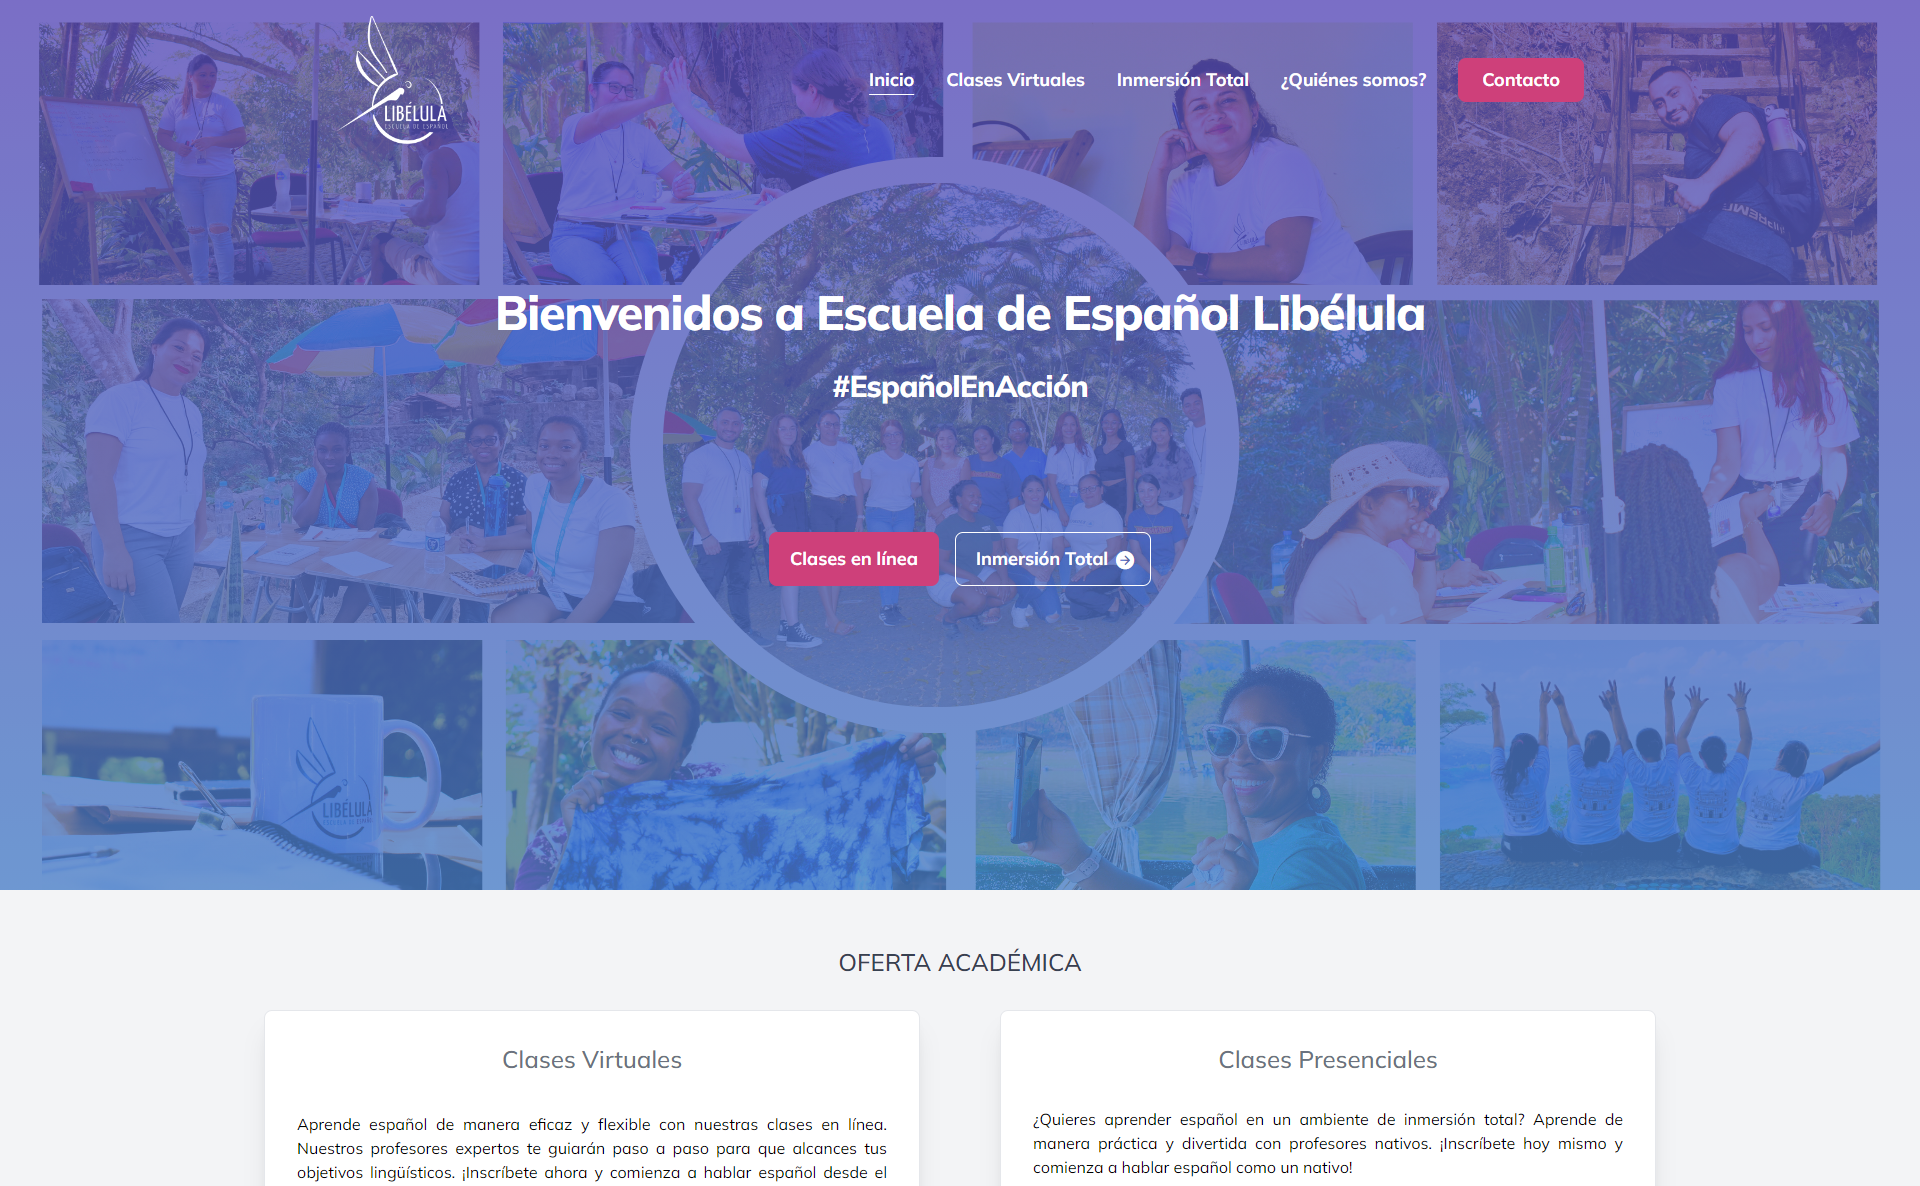 LIBÉLULA
ESCUELA DE ESPAÑOL
Inicio
Clases Virtuales
Inmersión Total
¿Quiénes somos?
Contacto
Bienvenidos a Escuela de Español Libélula
#EspañolEnAcción
Clases en línea
Inmersión Total
LIBÉLULA
ESCUELA DE ESPAÑOL
OFERTA ACADÉMICA
Clases Virtuales
Aprende español de manera eficaz y flexible con nuestras clases en línea.
Nuestros profesores expertos te guiarán paso a paso para que alcances tus
objetivos lingüísticos. ¡Inscríbete ahora y comienza a hablar español desde el
Clases Presenciales
¿Quieres aprender español en un ambiente de inmersión total? Aprende de
manera práctica y divertida con profesores nativos. ¡Inscríbete hoy mismo y
comienza a hablar español como un nativo!